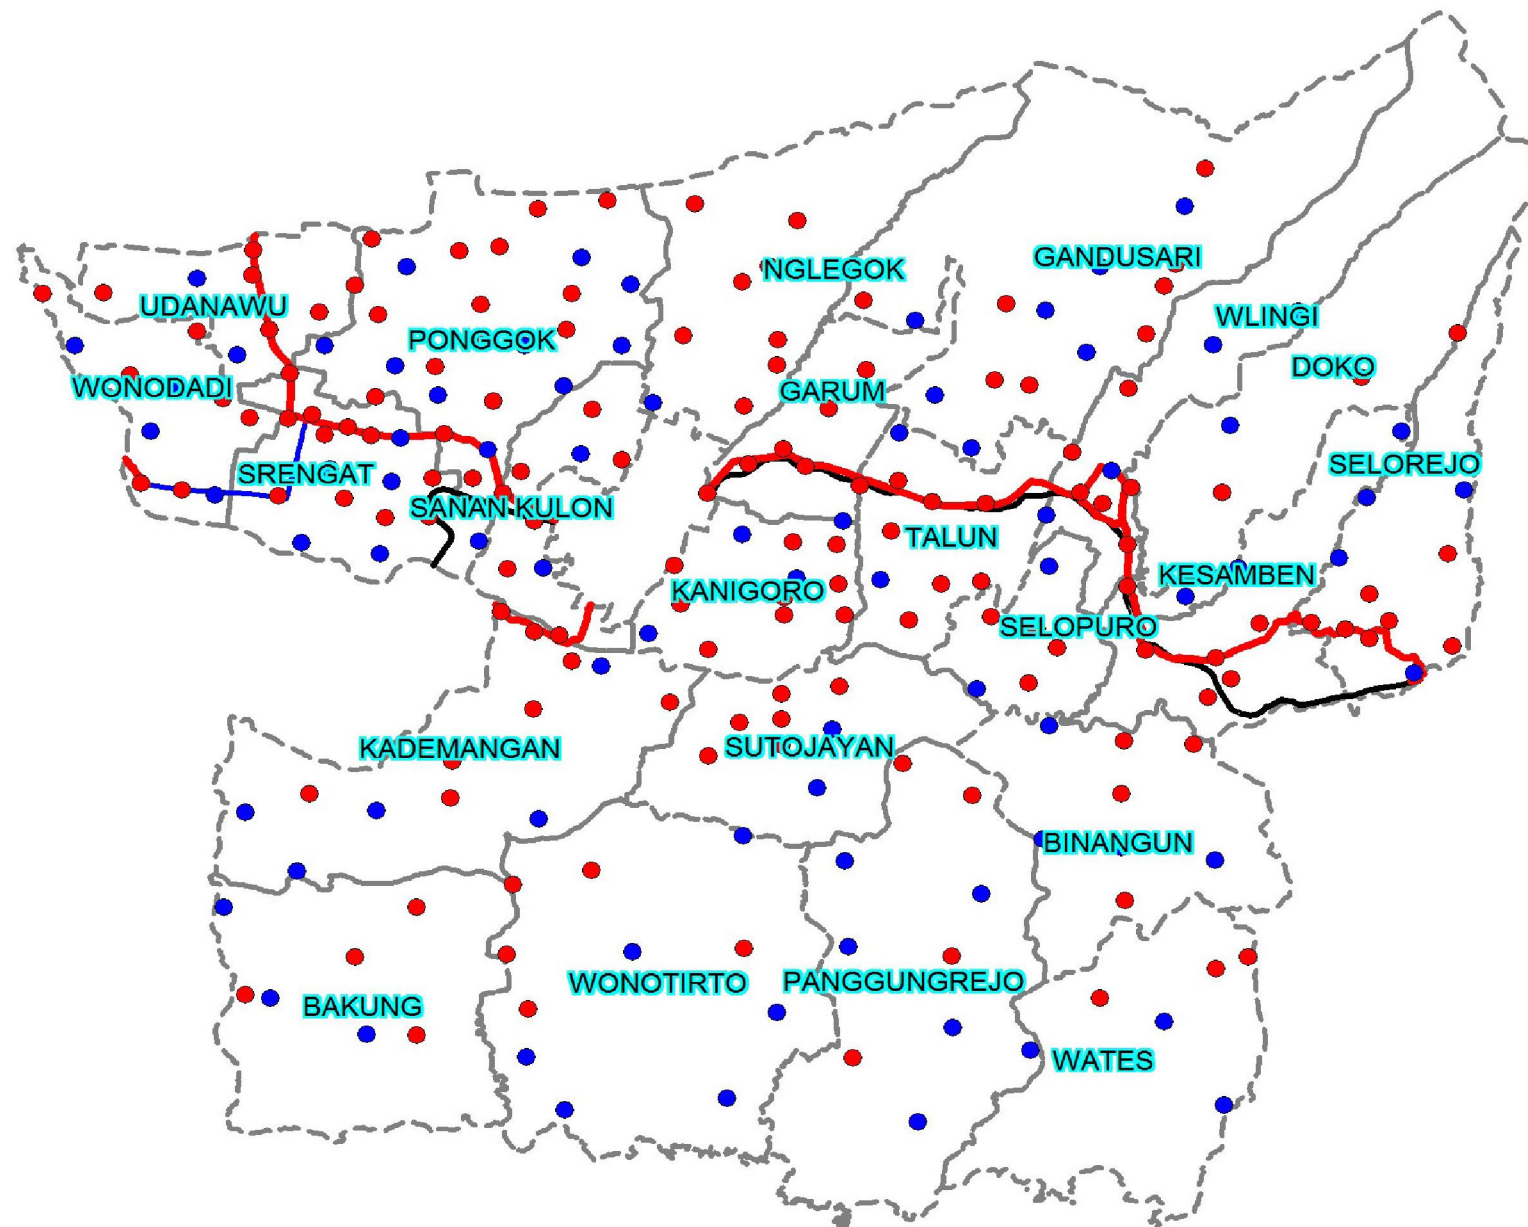 GANDUSARI
NGLEGOK
UDANAWU
WLINGI
PONGGOK
DOKO
WONODADI
GARUM
SELOREJO
SRENGAT
SANAN KULON
TALUN
KESAMBEN
KANIGORO
SELOPURO
KADEMANGAN
SUTOJAYAN
BINANGUN
WONOTIRTO
PANGGUNGREJO
BAKUNG
WATES